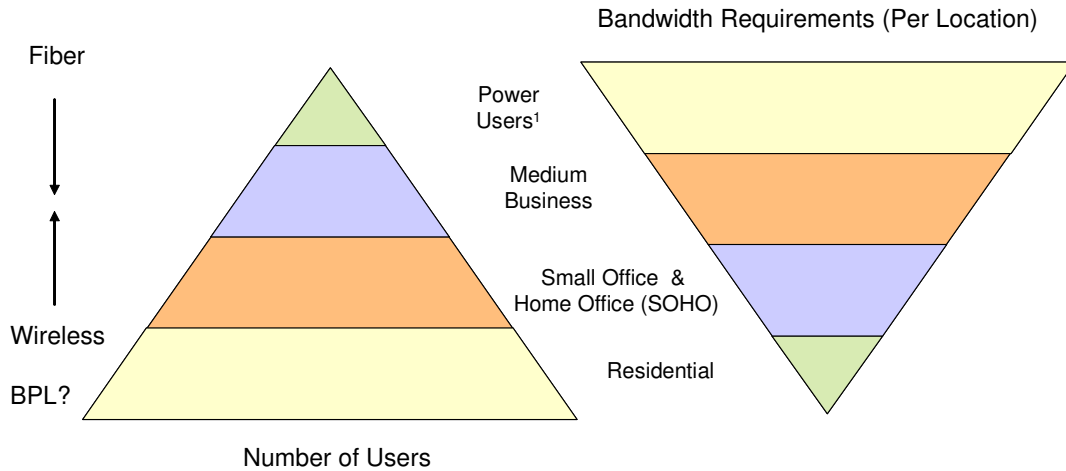 Bandwidth Requirements (Per Location)
Fiber
Power
Users¹
Medium
Business
Small Office & 
Home Office (SOHO)
Wireless
Residential
BPL?
Number of Users